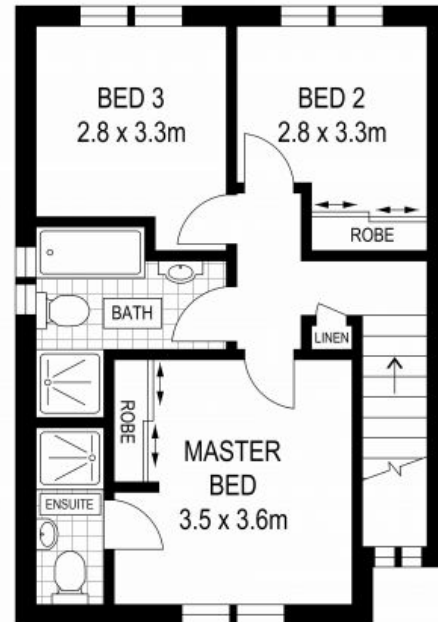 BED 3
2.8 x 3.3m
BED 2
2.8 x 3.3m
ROBE
BATH
LINEN
ROBE
MASTER
BED
3.5 x 3.6m
ENSUITE